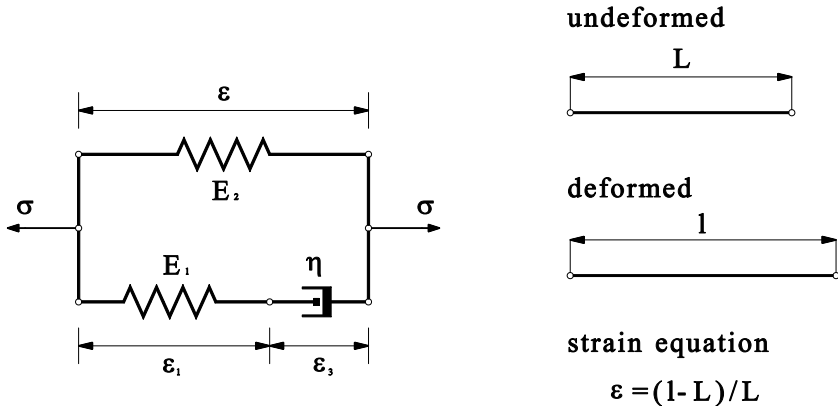 ε
E₂
σ
σ
E₁
η
ε₁
ε₃
undeformed
L
deformed
l
strain equation
ε = (l - L) / L